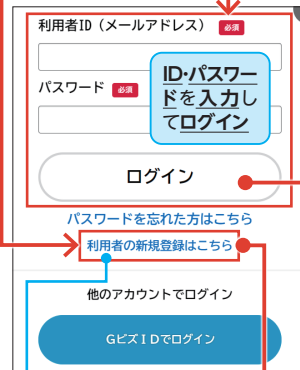 利用者ID（メールアドレス） 必須
パスワード 必須
ID・パスワー
ドを入力し
てログイン
ログイン
パスワードを忘れた方はこちら
利用者の新規登録はこちら
他のアカウントでログイン
GビズIDでログイン